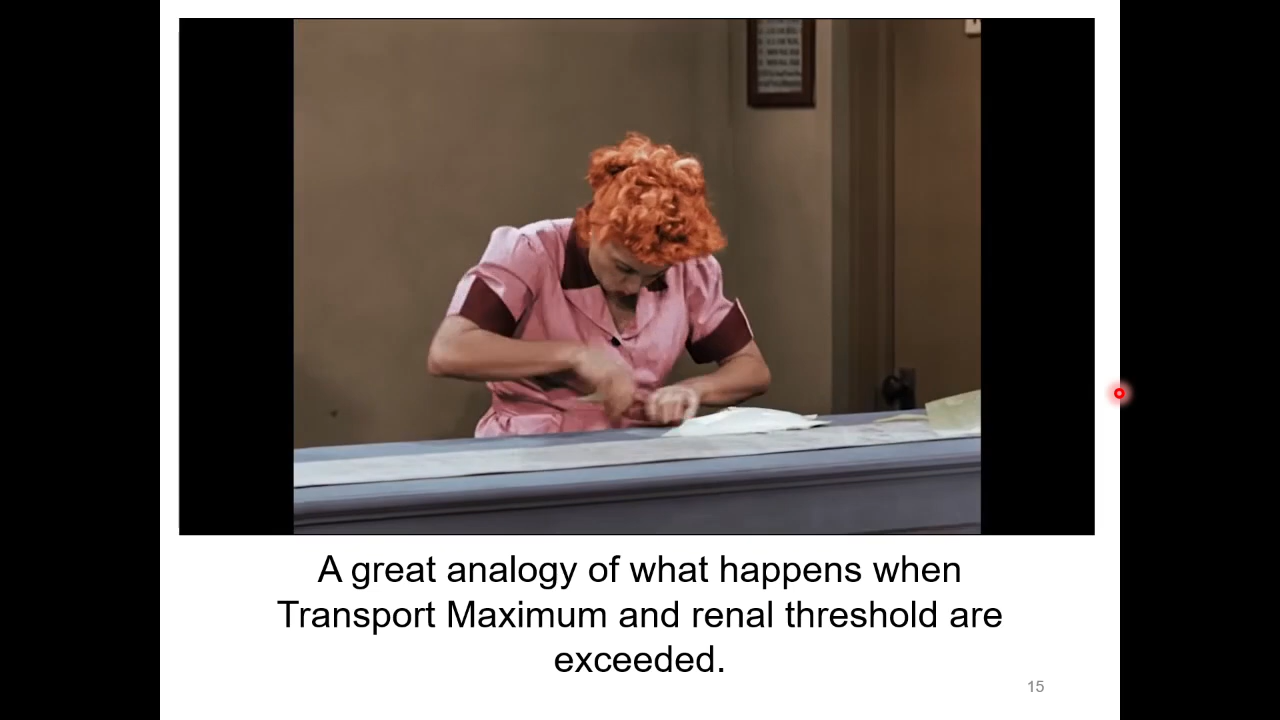 A great analogy of what happens when
Transport Maximum and renal threshold are
exceeded.
15